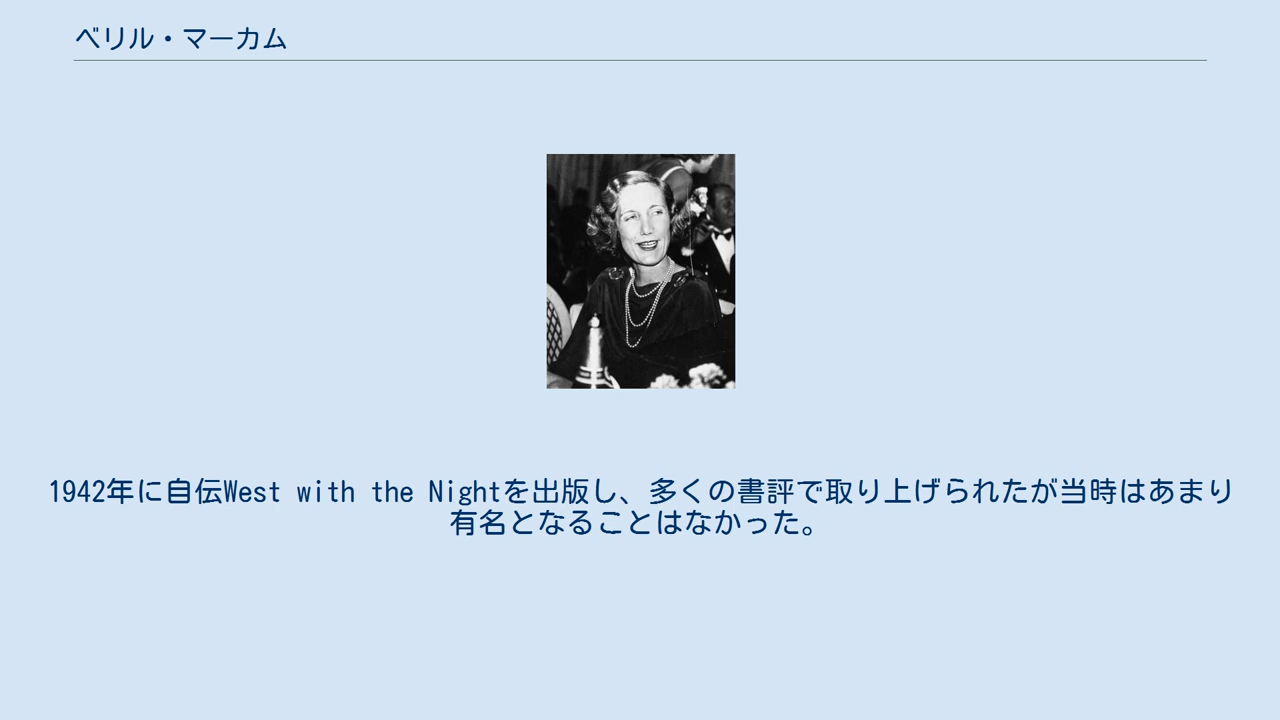 ベリル・マーカム
1942年に自伝West with the Nightを出版し、多くの書評で取り上げられたが当時はあまり
有名となることはなかった。